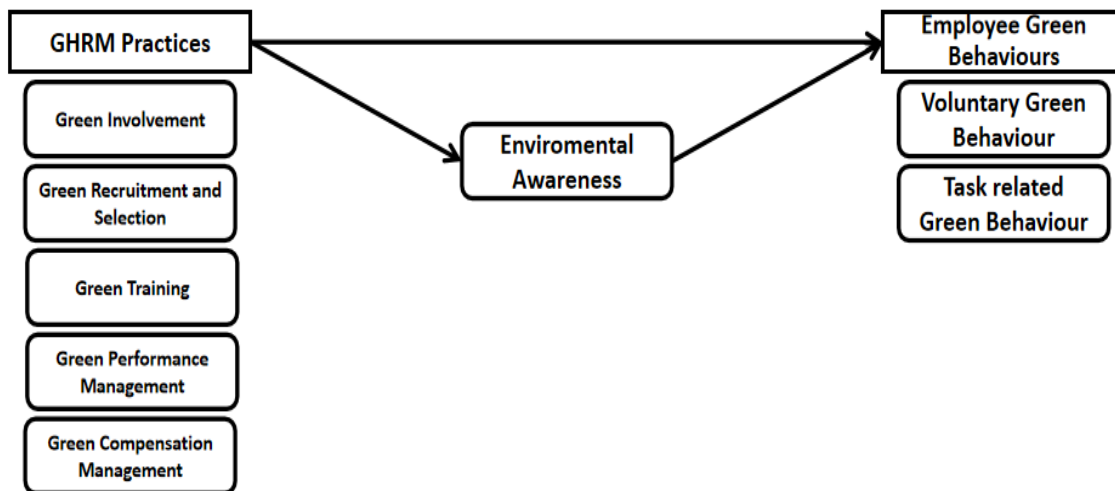 GHRM Practices
Green Involvement
Green Recruitment and
Selection
Green Training
Green Performance
Management
Green Compensation
Management
Enviromental
Awareness
Employee Green
Behaviours
Voluntary Green
Behaviour
Task related
Green Behaviour